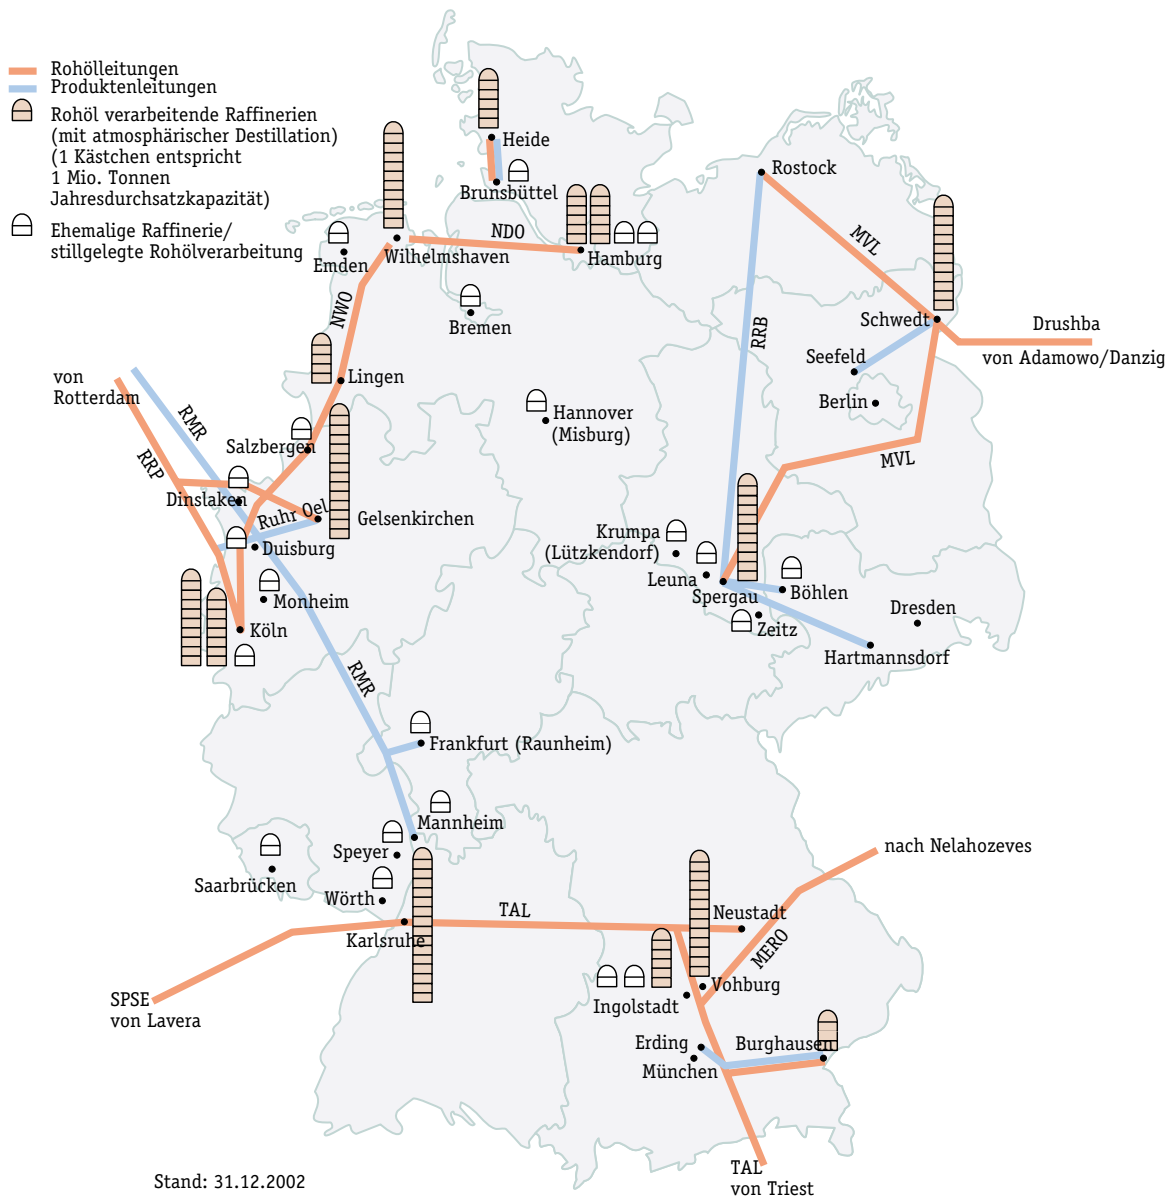 Rohölleitungen
Produktenleitungen
Rohöl verarbeitende Raffinerien
(mit atmosphärischer Destillation)
(1 Kästchen entspricht
1 Mio. Tonnen
Jahresdurchsatzkapazität)
Ehemalige Raffinerie/
stillgelegte Rohölverarbeitung
Heide
Brunsbüttel
Rostock
NDO
MVL
Hamburg
Wilhelmshaven
Emden
NWO
Bremen
RRB
Schwedt
Drushba
von Adamowo/Danzig
Seefeld
Berlin
Lingen
von
Rotterdam
RMR
RRP
Hannover
(Misburg)
Salzbergen
MVL
Dinslaken
Ruhr Oel
Gelsenkirchen
Duisburg
Krumpa
(Lützkendorf)
Leuna
Spergau
Böhlen
Monheim
Köln
Zeitz
Dresden
Hartmannsdorf
RMR
Frankfurt (Raunheim)
Mannheim
Speyer
Saarbrücken
Wörth
nach Nelahozeves
TAL
Neustadt
Karlsruhe
MERO
SPSE
von Lavera
Vohburg
Ingolstadt
Erding
Burghausen
München
TAL
von Triest
Stand: 31.12.2002